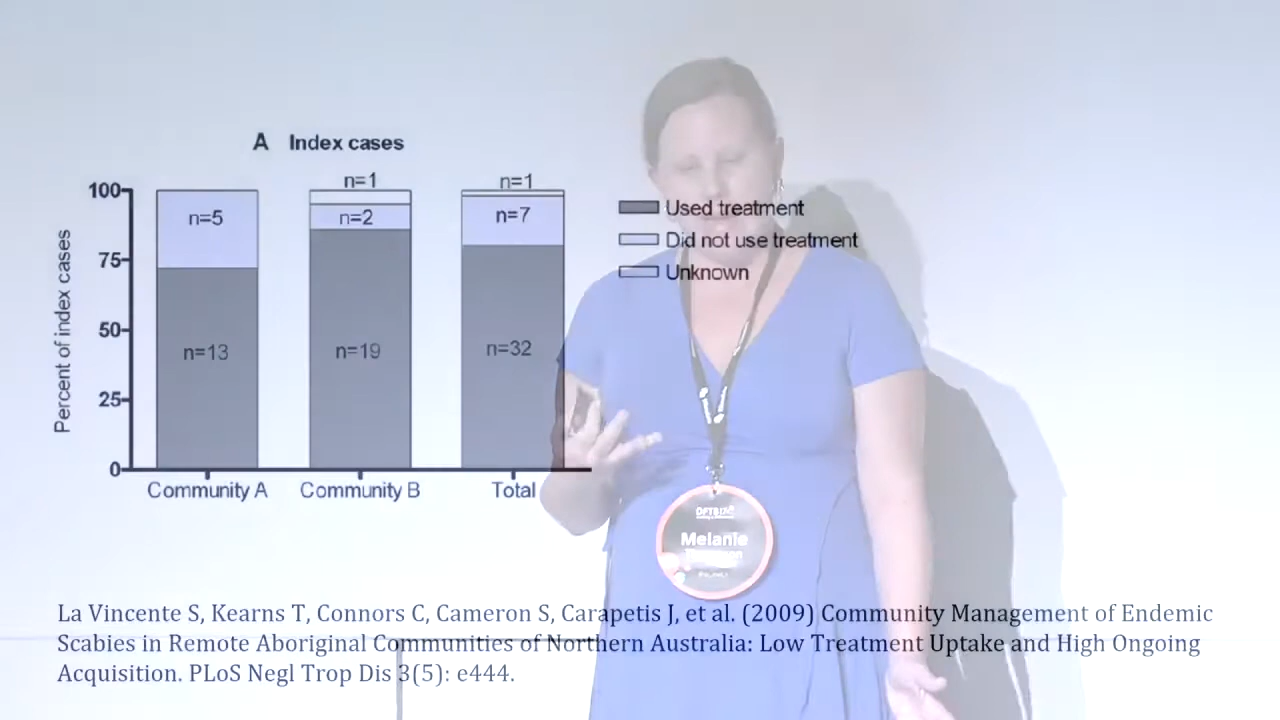 A Index cases
n=1
n=1
100
n=5
n=2
n=7
75
50
n=13
n=19
n=32
25
0
Percent of index cases
Community A
Community B
Total
Used treatment
Did not use treatment
Unknown
Melanie
La Vincente S, Kearns T, Connors C, Cameron S, Carapetis J, et al. (2009) Community Management of Endemic
Scabies in Remote Aboriginal Communities of Northern Australia: Low Treatment Uptake and High Ongoing
Acquisition. PLoS Negl Trop Dis 3(5): e444.